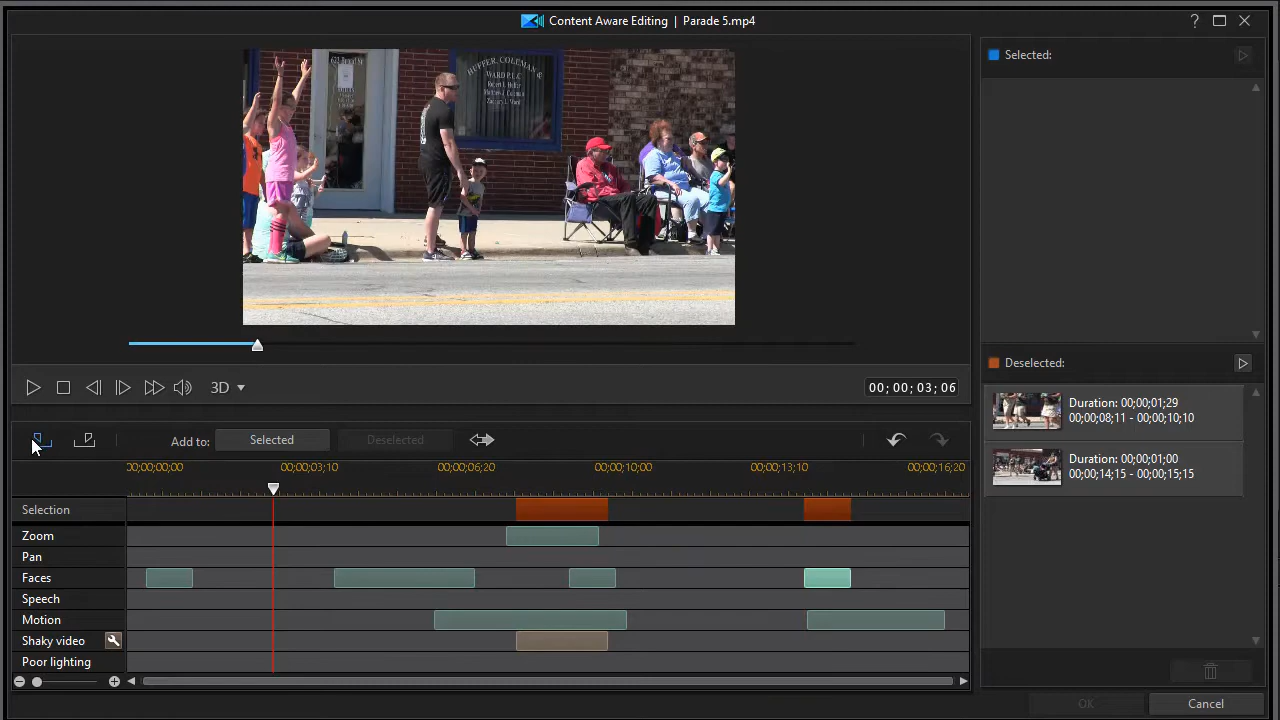 Content Aware Editing | Parade 5.mp4
?
Selected:
HEFFER, COLEMAN &
WARD P.L.C.
3D
00; 00; 03; 06
Deselected:
Duration: 00;00;01;29
00;00;08;11 - 00;00;10;10
Duration: 00;00;01;00
00;00;14;15 - 00;00;15;15
Add to:
Selected
Deselected
00;00;00;00
00;00;03;10
00;00;06;20
00;00;10;00
00;00;13;10
00;00;16;20
Selection
Zoom
Pan
Faces
Speech
Motion
Shaky video
Poor lighting
OK
Cancel